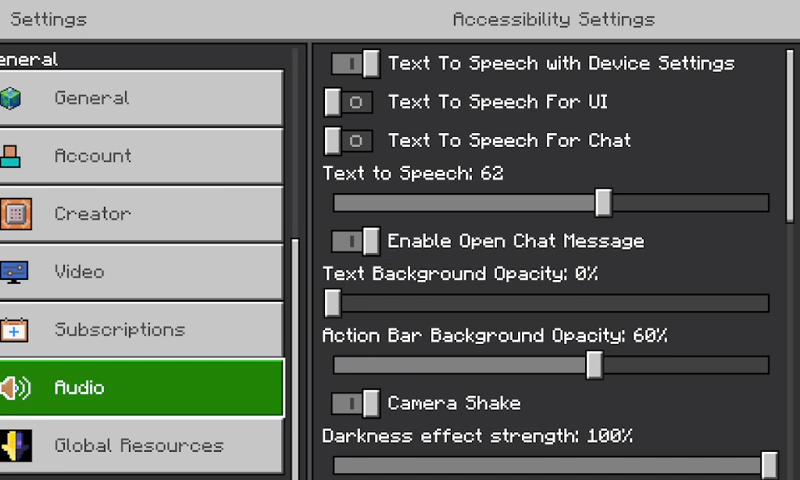 Settings
Accessibility Settings
eneral
General
Account
Creator
Video
Subscriptions
Audio
Global Resources
Text To Speech with Device Settings
Text To Speech For UI
Text To Speech For Chat
Text to Speech: 62
Enable Open Chat Message
Text Background Opacity: 0%
Action Bar Background Opacity: 60%
Camera Shake
Darkness effect strength: 100%